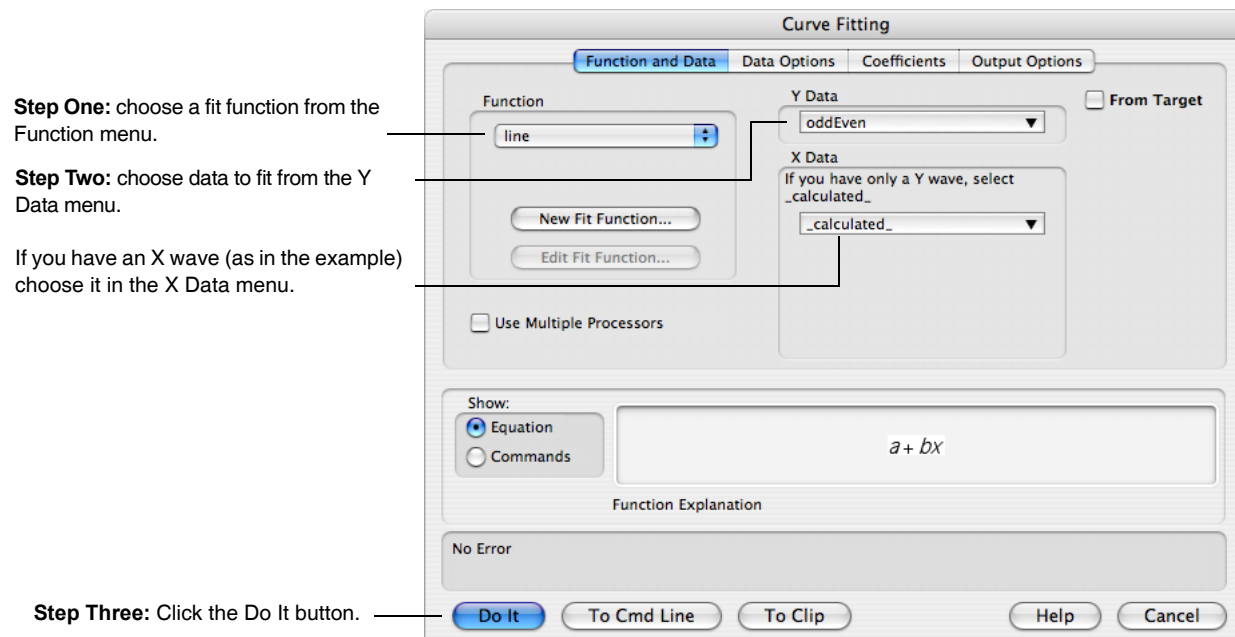 Curve Fitting
Function and Data
Data Options
Coefficients
Output Options
Step One: choose a fit function from the
Function menu.
Step Two: choose data to fit from the Y
Data menu.
If you have an X wave (as in the example)
choose it in the X Data menu.
Function
line
New Fit Function...
Edit Fit Function...
Use Multiple Processors
Y Data
oddEven
X Data
If you have only a Y wave, select
_calculated_
_calculated_
From Target
Show:
Equation
Commands
a + bx
Function Explanation
No Error
Step Three: Click the Do It button.
Do It
To Cmd Line
To Clip
Help
Cancel